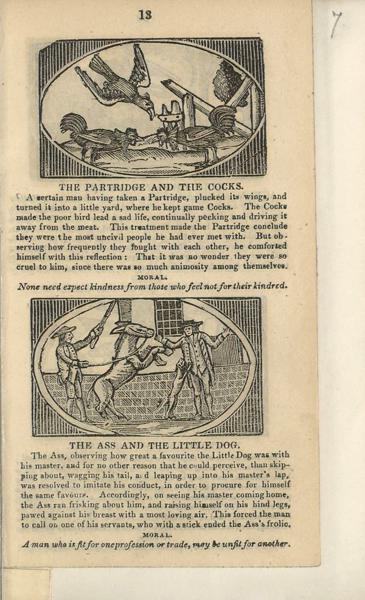 13
7
THE PARTRIDGE AND THE COCKS.
A certain man having taken a Partridge, plucked its wings, and
turned it into a little yard, where he kept game Cocks. The Cocks
made the poor bird lead a sad life, continually pecking and driving it
away from the meat. This treatment made the Partridge conclude
they were the most uncivil people he had ever met with. But ob-
serving how frequently they fought with each other, he comforted
himself with this reflection: That it was no wonder they were so
cruel to him, since there was so much animosity among themselves.
MORAL.
None need expect kindness from those who feel not for their kindred.
THE ASS AND THE LITTLE DOG.
The Ass, observing how great a favourite the Little Dog was with
his master, and for no other reason that he could perceive, than skip-
ping about, wagging his tail, and leaping up into his master's lap,
was resolved to imitate his conduct, in order to procure for himself
the same favours. Accordingly, on seeing his master coming home,
the Ass ran frisking about him, and raising himself on his hind legs,
pawed against his breast with a most loving air. This forced the man
to call on one of his servants, who with a stick ended the Ass's frolic.
MORAL.
A man who is fit for one profession or trade, may be unfit for another.